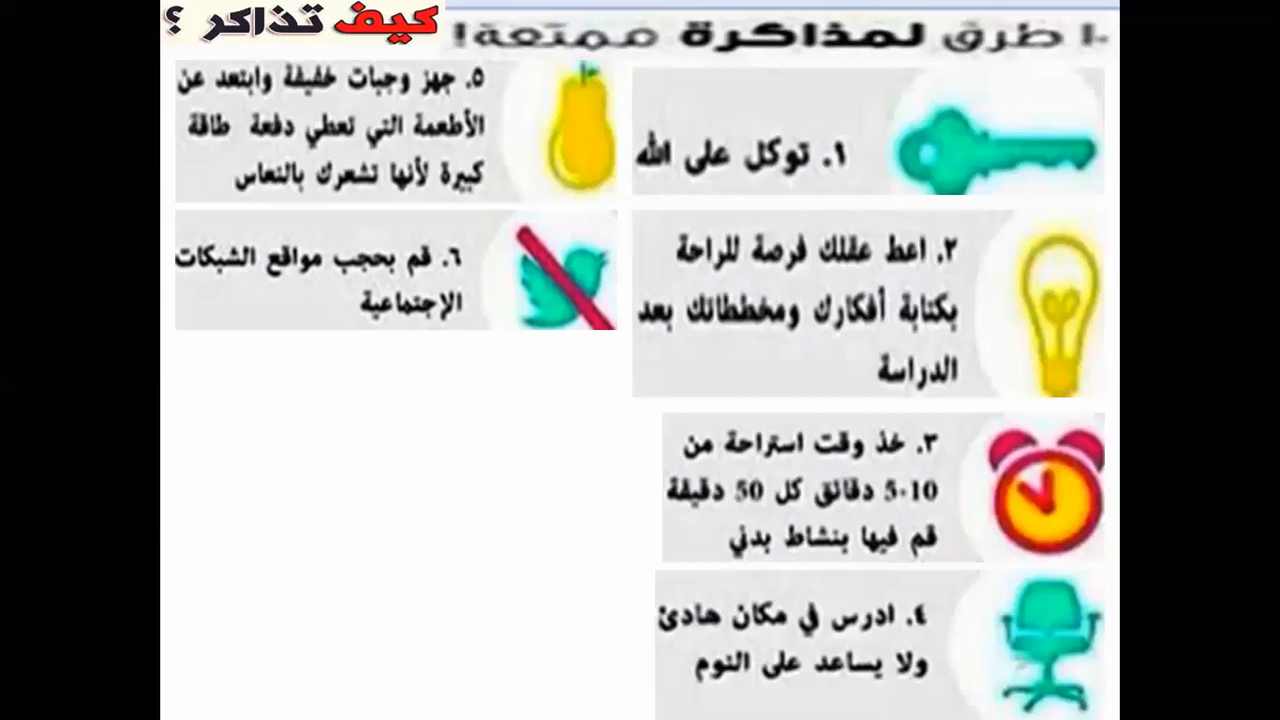 كيف تذاكر ؟
١٠ طرق لمذاكرة ممتعة!
١. توكل على الله
٢. اعط عقلك فرصة للراحة
بكتابة أفكارك ومخططاتك بعد
الدراسة
٣. خذ وقت استراحة من
5-10 دقائق كل 50 دقيقة
قم فيها بنشاط بدني
٤. ادرس في مكان هادئ
ولا يساعد على النوم
٥. جهز وجبات خفيفة وابتعد عن
الأطعمة التي تعطي دفعة طاقة
كبيرة لأنها تشعرك بالنعاس
٦. قم بحجب مواقع الشبكات
الإجتماعية